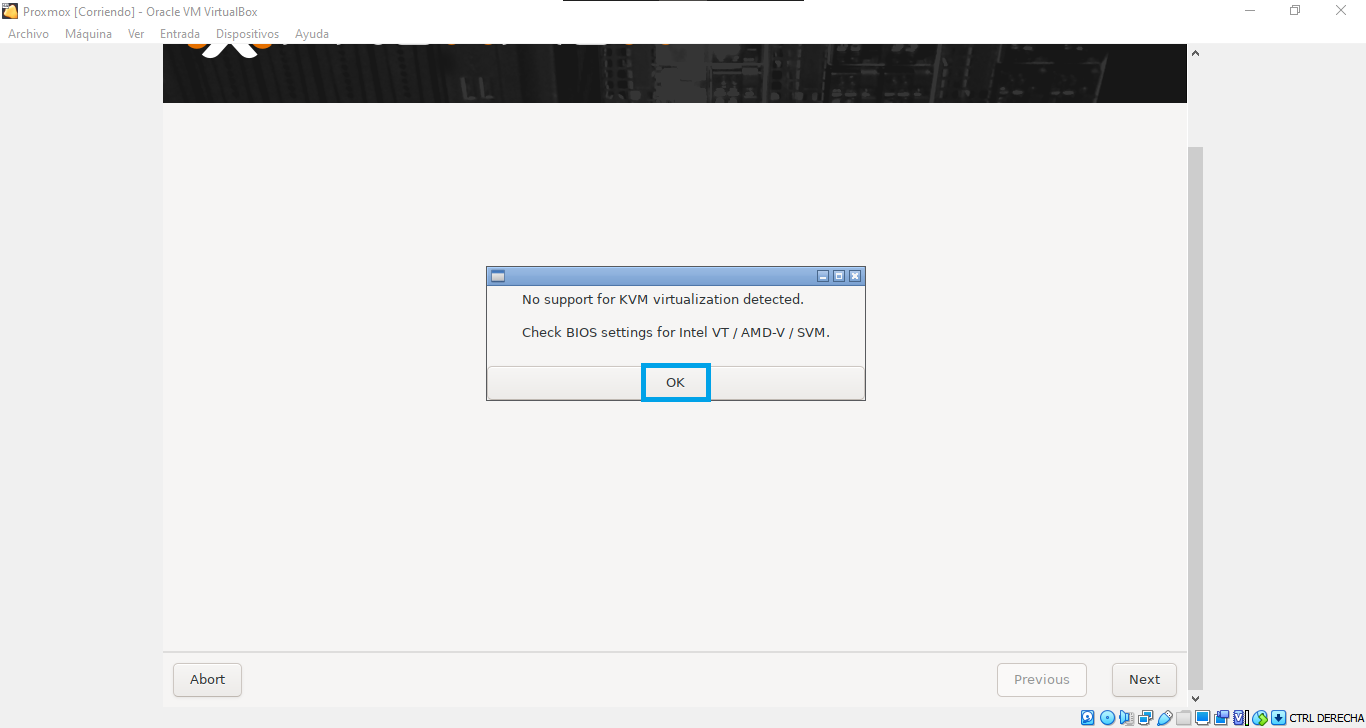 Proxmox [Corriendo] - Oracle VM VirtualBox
Archivo Máquina Ver Entrada Dispositivos Ayuda
No support for KVM virtualization detected.
Check BIOS settings for Intel VT / AMD-V / SVM.
OK
Abort Previous Next
CTRL DERECHA